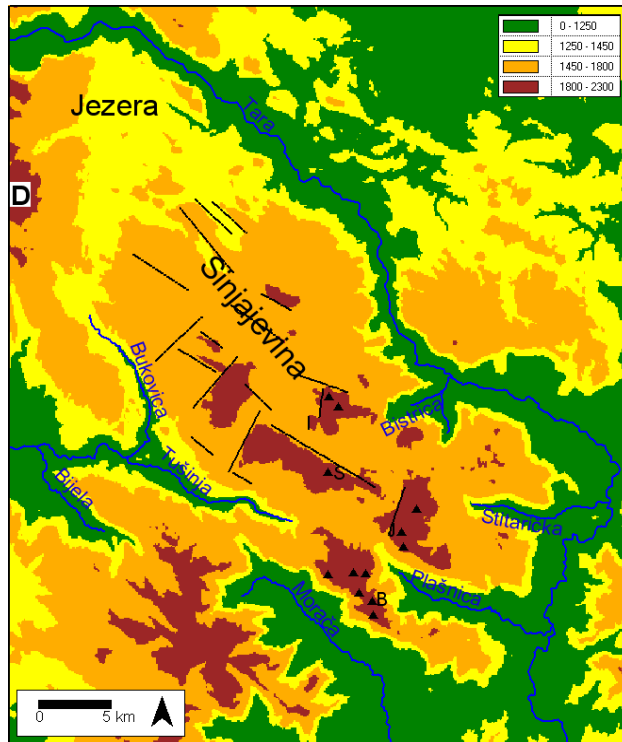 0 - 1250
1250 - 1450
1450 - 1800
1800 - 2300
Jezera
Tara
D
Sinjajevina
Bukovica
Bistrica
Tušinja
Bijela
S
Štitarička
J
Plašnica
Morača
B
0 5 km